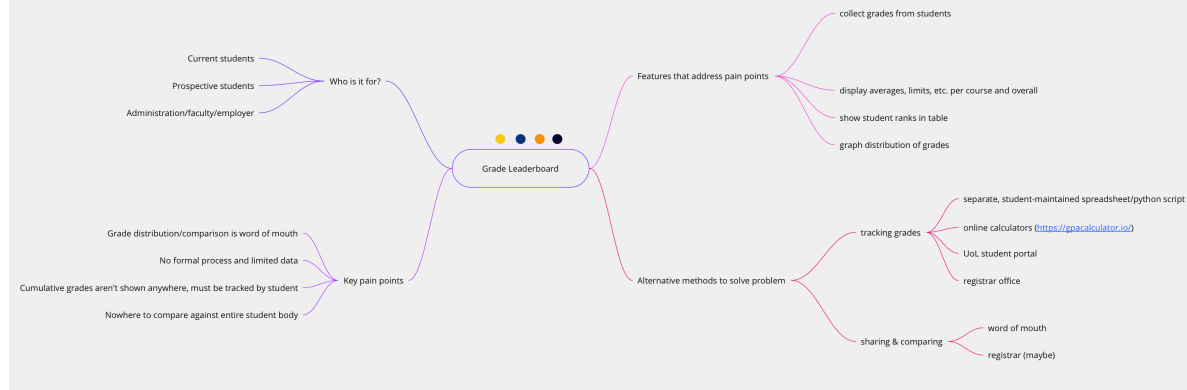 Grade Leaderboard
Who is it for?
Current students
Prospective students
Administration/faculty/employer
Key pain points
Grade distribution/comparison is word of mouth
No formal process and limited data
Cumulative grades aren't shown anywhere, must be tracked by student
Nowhere to compare against entire student body
Features that address pain points
collect grades from students
display averages, limits, etc. per course and overall
show student ranks in table
graph distribution of grades
Alternative methods to solve problem
tracking grades
separate, student-maintained spreadsheet/python script
online calculators (https://gpacalculator.io/)
UoL student portal
registrar office
sharing & comparing
word of mouth
registrar (maybe)